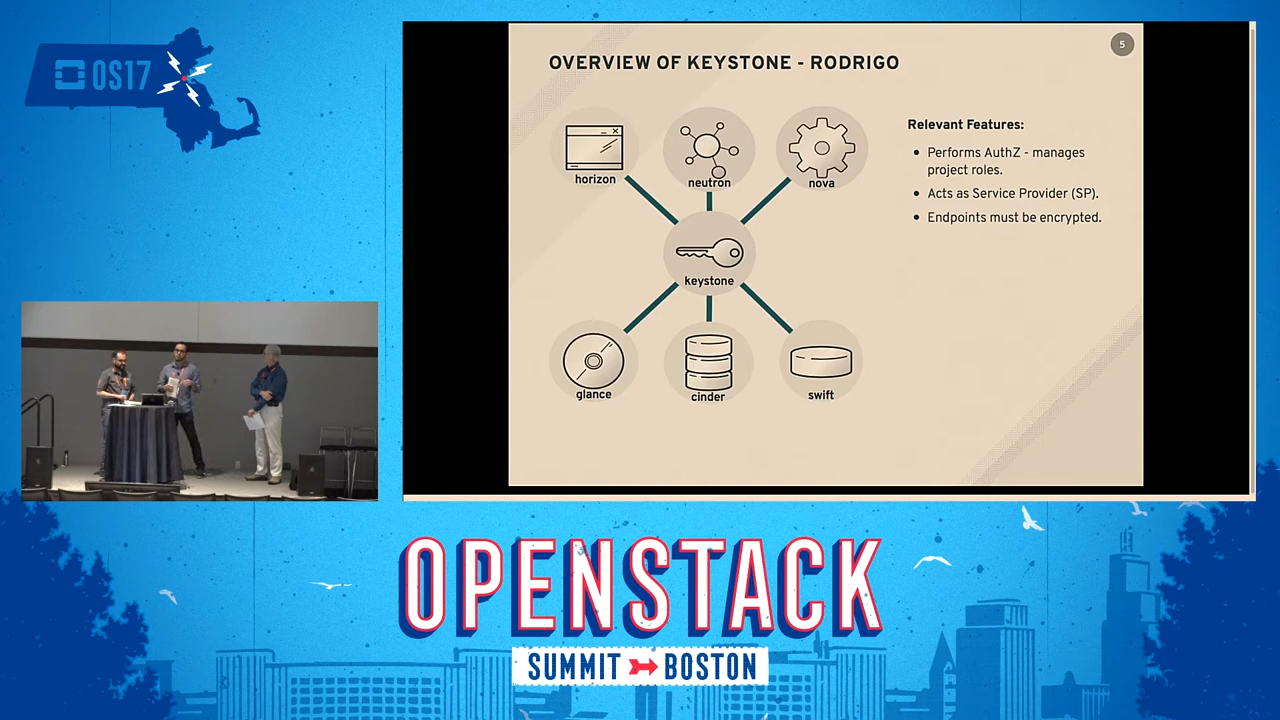 OS17
5
OVERVIEW OF KEYSTONE - RODRIGO
horizon
neutron
nova
keystone
glance
cinder
swift
Relevant Features:
• Performs AuthZ - manages
project roles.
• Acts as Service Provider (SP).
• Endpoints must be encrypted.
OPENSTACK
SUMMIT BOSTON